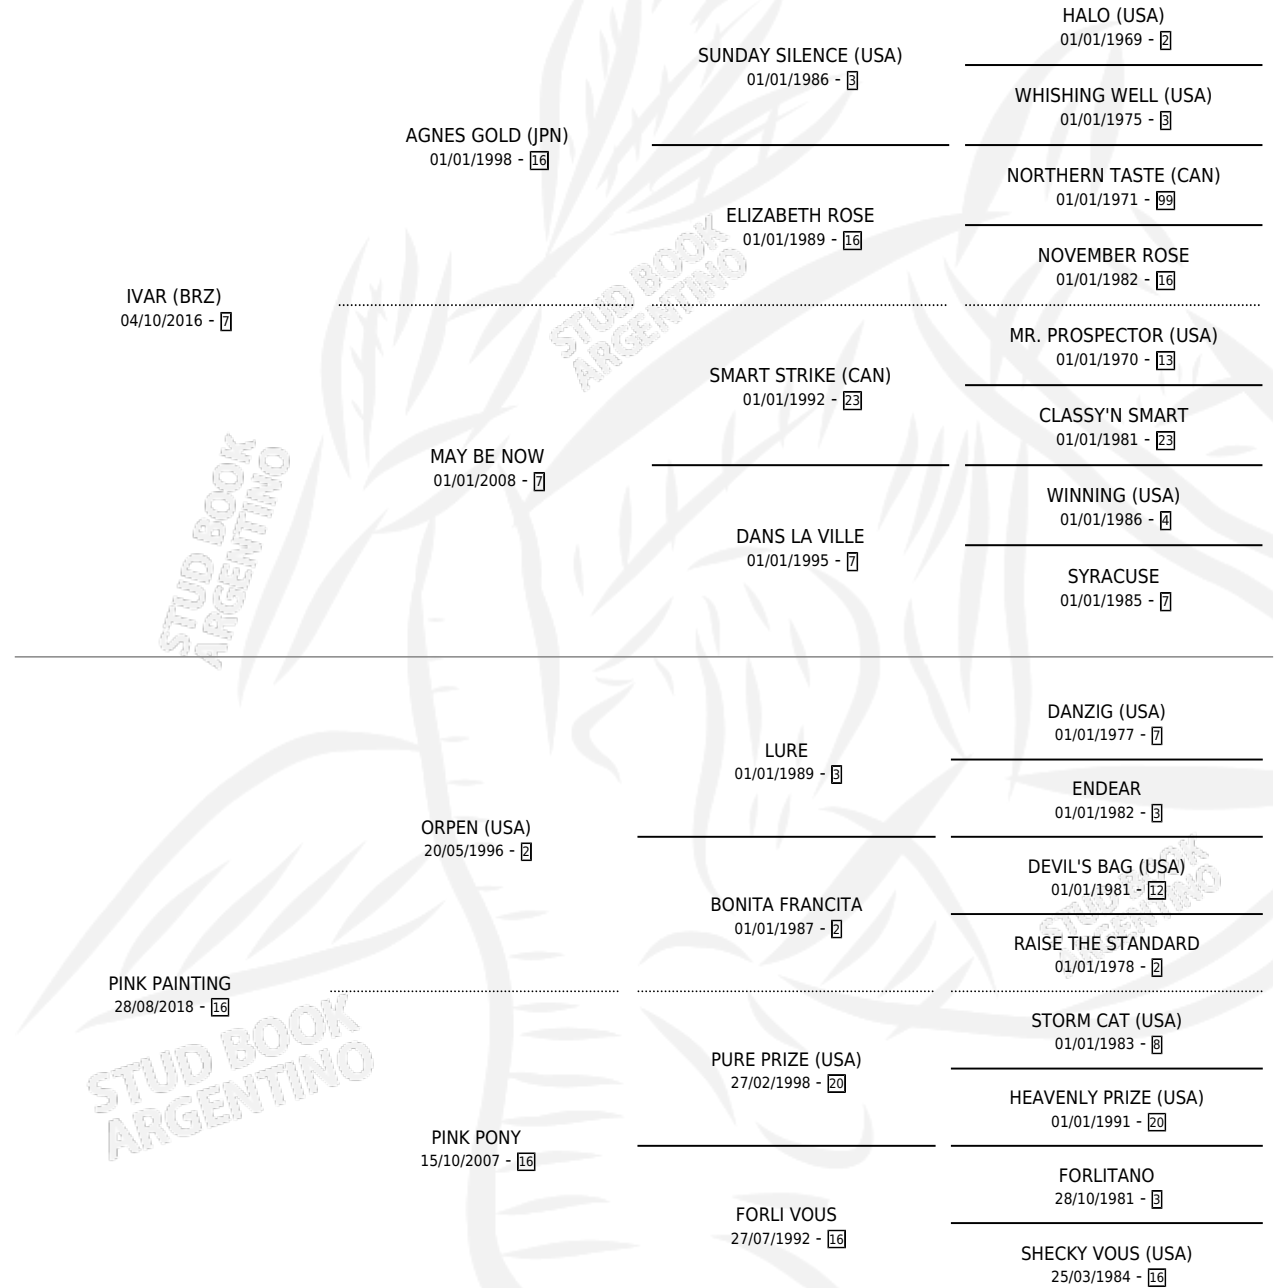 HALO (USA)
01/01/1969 - 2
SUNDAY SILENCE (USA)
01/01/1986 - 3
WHISHING WELL (USA)
01/01/1975 - 3
AGNES GOLD (JPN)
01/01/1998 - 16
NORTHERN TASTE (CAN)
01/01/1971 - 99
ELIZABETH ROSE
01/01/1989 - 16
NOVEMBER ROSE
01/01/1982 - 16
IVAR (BRZ)
04/10/2016 - 7
MR. PROSPECTOR (USA)
01/01/1970 - 13
SMART STRIKE (CAN)
01/01/1992 - 23
CLASSY'N SMART
01/01/1981 - 23
MAY BE NOW
01/01/2008 - 7
WINNING (USA)
01/01/1986 - 4
DANS LA VILLE
01/01/1995 - 7
SYRACUSE
01/01/1985 - 7
DANZIG (USA)
01/01/1977 - 7
LURE
01/01/1989 - 3
ENDEAR
01/01/1982 - 3
ORPEN (USA)
20/05/1996 - 2
DEVIL'S BAG (USA)
01/01/1981 - 12
BONITA FRANCITA
01/01/1987 - 2
RAISE THE STANDARD
01/01/1978 - 2
PINK PAINTING
28/08/2018 - 16
STORM CAT (USA)
01/01/1983 - 8
PURE PRIZE (USA)
27/02/1998 - 20
HEAVENLY PRIZE (USA)
01/01/1991 - 20
PINK PONY
15/10/2007 - 16
FORLITANO
28/10/1981 - 3
FORLI VOUS
27/07/1992 - 16
SHECKY VOUS (USA)
25/03/1984 - 16
STUD BOOK
ARGENTINO
STUD BOOK
ARGENTINO
STUD BOOK
ARGENTINO
STUD BOOK
ARGENTINO